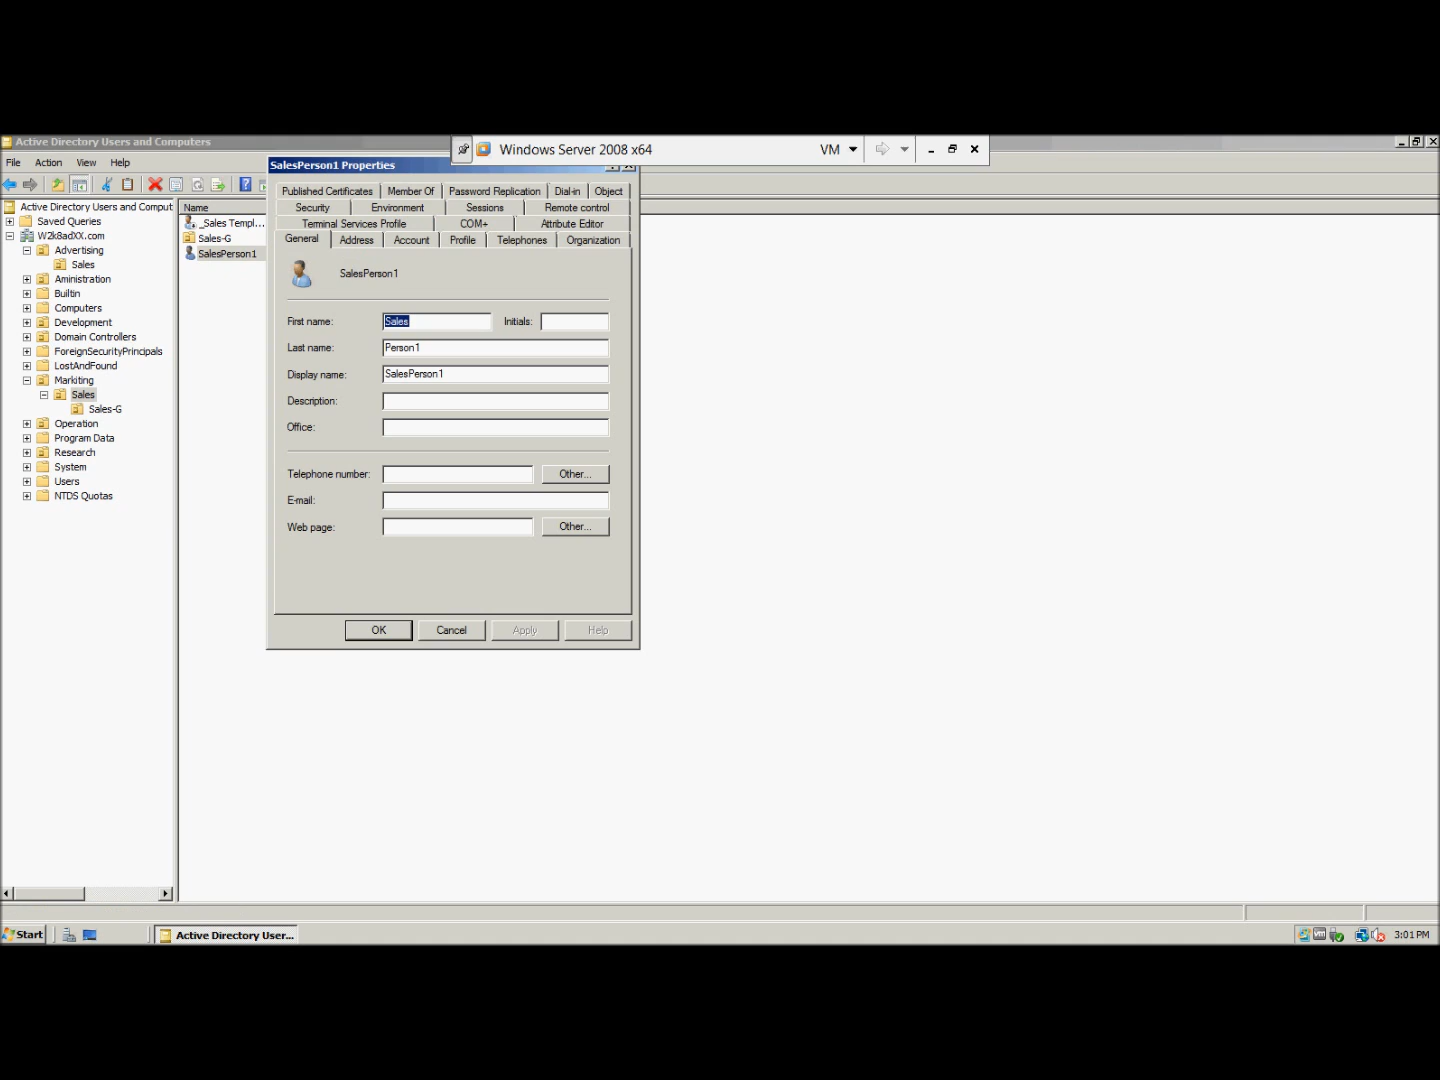 Active Directory Users and Computers
Windows Server 2008 x64
VM
File Action View Help
SalesPerson1 Properties
Active Directory Users and Comput
Saved Queries
W2k8adXX.com
Advertising
Sales
Aministration
Builtin
Computers
Development
Domain Controllers
ForeignSecurityPrincipals
LostAndFound
Markiting
Sales
Sales-G
Operation
Program Data
Research
System
Users
NTDS Quotas
Name
_Sales Templ...
Sales-G
SalesPerson1
Published Certificates Member Of Password Replication Dial-in Object
Security Environment Sessions Remote control
Terminal Services Profile COM+ Attribute Editor
General Address Account Profile Telephones Organization
SalesPerson1
First name: Sales Initials:
Last name: Person1
Display name: SalesPerson1
Description:
Office:
Telephone number: Other...
E-mail:
Web page: Other...
OK Cancel Apply Help
Start Active Directory User... 3:01 PM